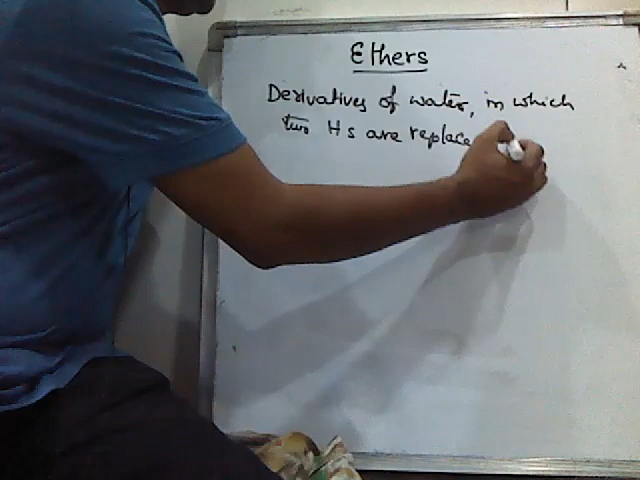 Ethers
Derivatives of water, in which
two Hs are replace